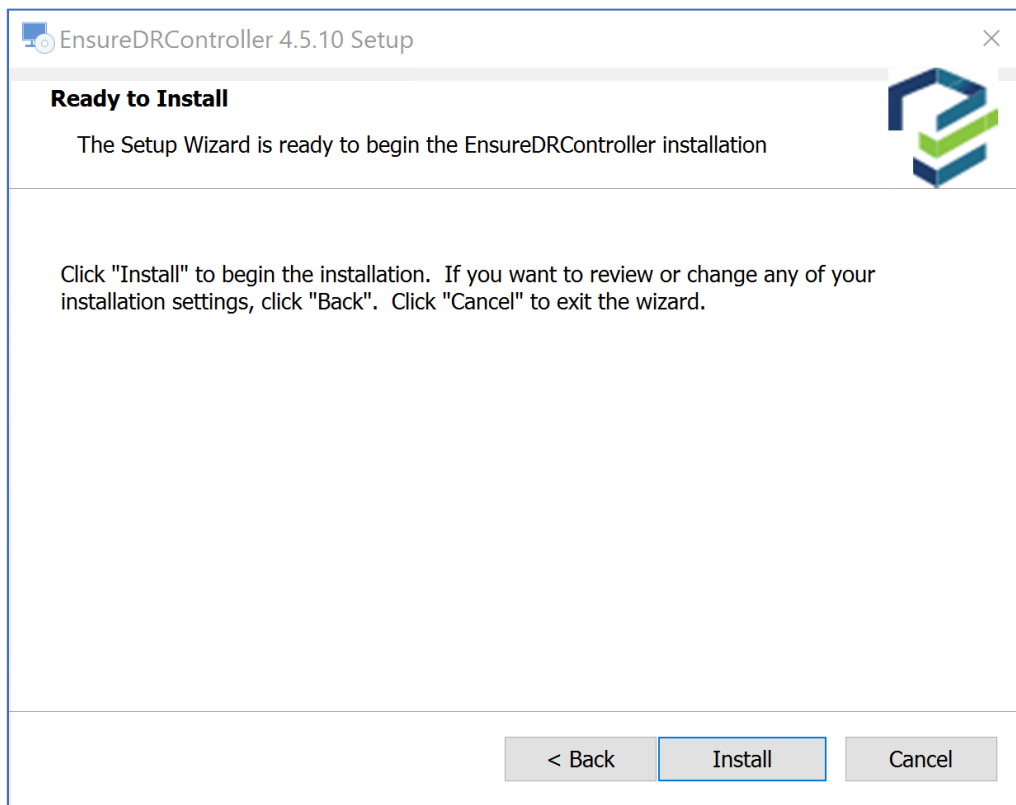 EnsureDRController 4.5.10 Setup
Ready to Install
The Setup Wizard is ready to begin the EnsureDRController installation
Click "Install" to begin the installation.  If you want to review or change any of your
installation settings, click "Back".  Click "Cancel" to exit the wizard.
< Back
Install
Cancel